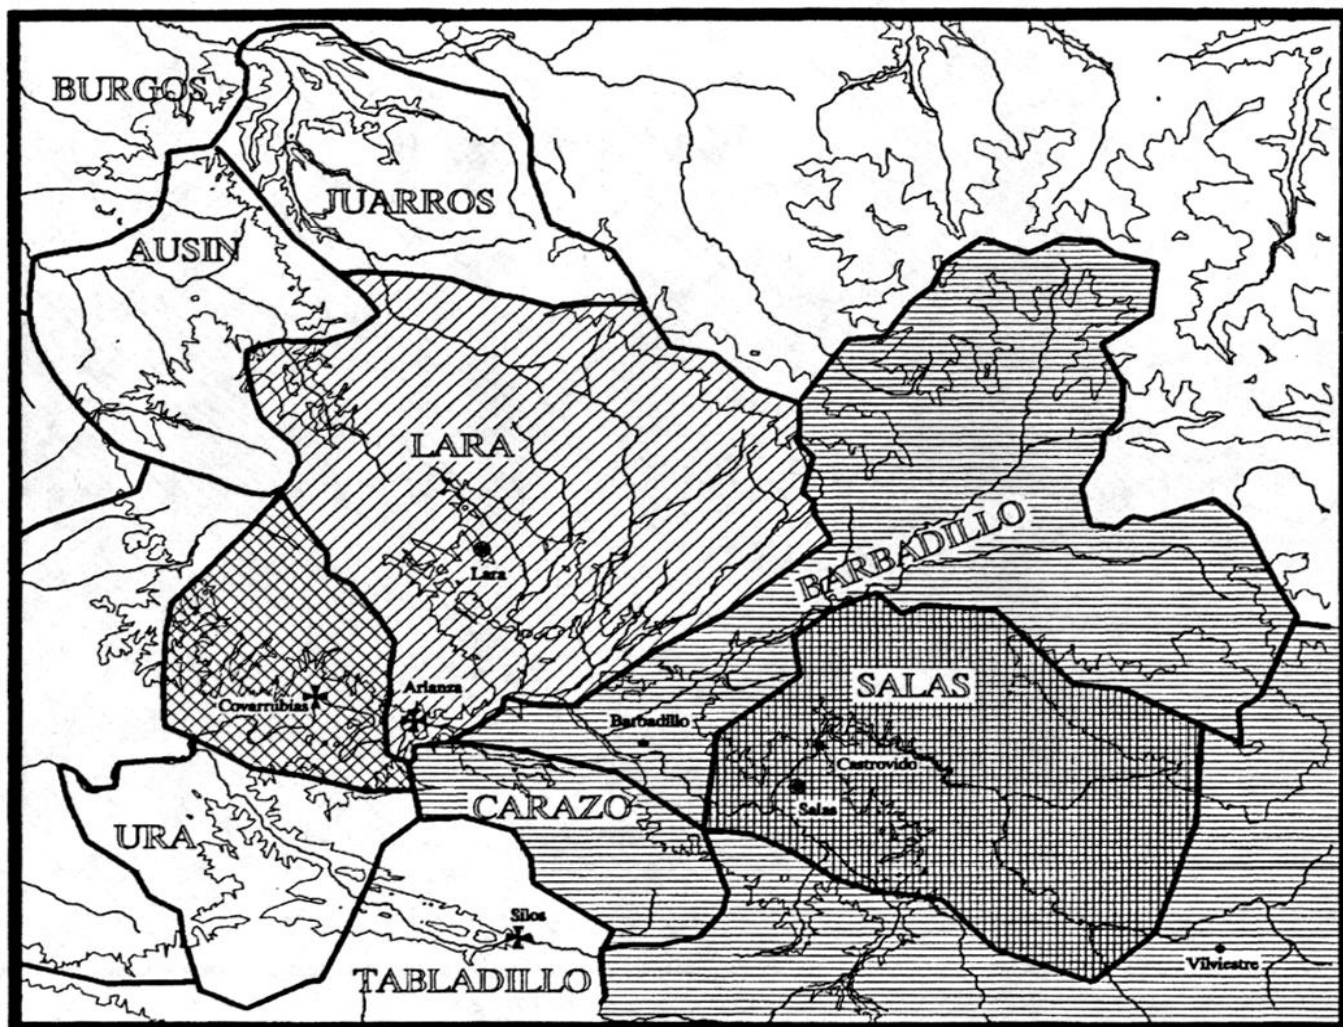 BURGOS
JUARROS
AUSIN
LARA
Lara
BARBADILLO
Covarrubias
Arlanza
SALAS
Barbadillo
Castrovido
Salas
CARAZO
URA
Silos
TABLADILLO
Vilviestre